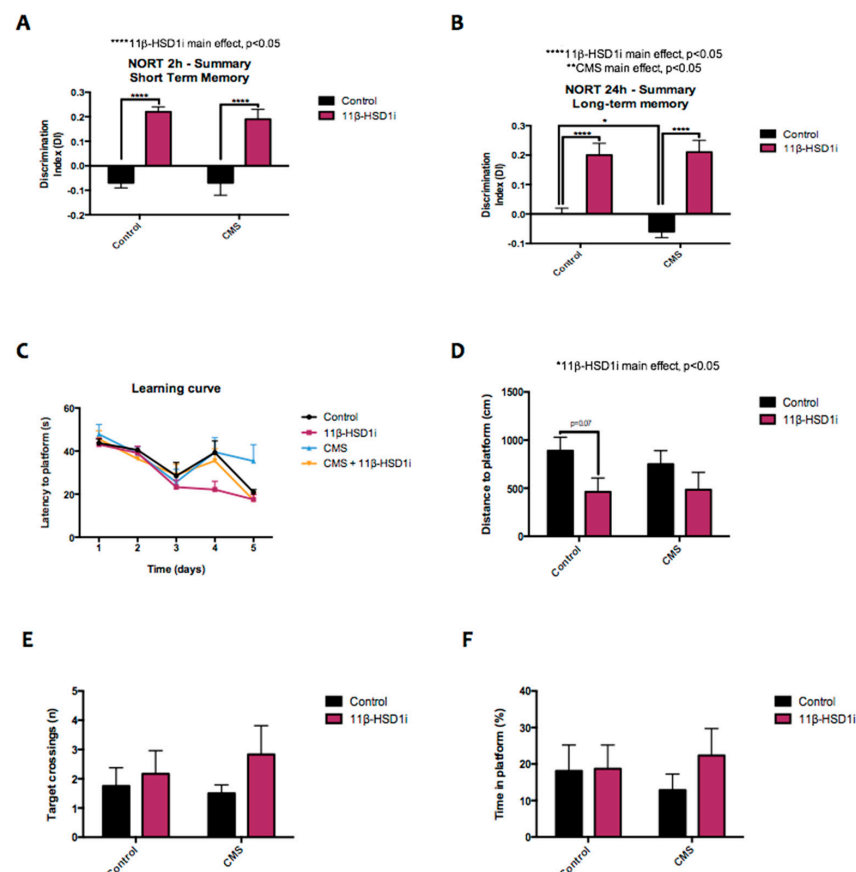 A
****11β-HSD1i main effect, p<0.05
NORT 2h - Summary
Short Term Memory
Discrimination
Index (DI)
0.3
0.2
0.1
0.0
-0.1
-0.2
****
****
Control
CMS
Control
11β-HSD1i
B
****11β-HSD1i main effect, p<0.05
**CMS main effect, p<0.05
NORT 24h - Summary
Long-term memory
Discrimination
Index (DI)
0.3
0.2
0.1
0.0
-0.1
*
****
****
Control
CMS
Control
11β-HSD1i
C
Learning curve
Latency to platform (s)
60
40
20
0
1 2 3 4 5
Time (days)
Control
11β-HSD1i
CMS
CMS + 11β-HSD1i
D
*11β-HSD1i main effect, p<0.05
Distance to platform (cm)
1500
1000
500
0
p=0.07
Control
CMS
Control
11β-HSD1i
E
Target crossings (n)
5
4
3
2
1
0
Control
CMS
Control
11β-HSD1i
F
Time in platform (%)
40
30
20
10
0
Control
CMS
Control
11β-HSD1i